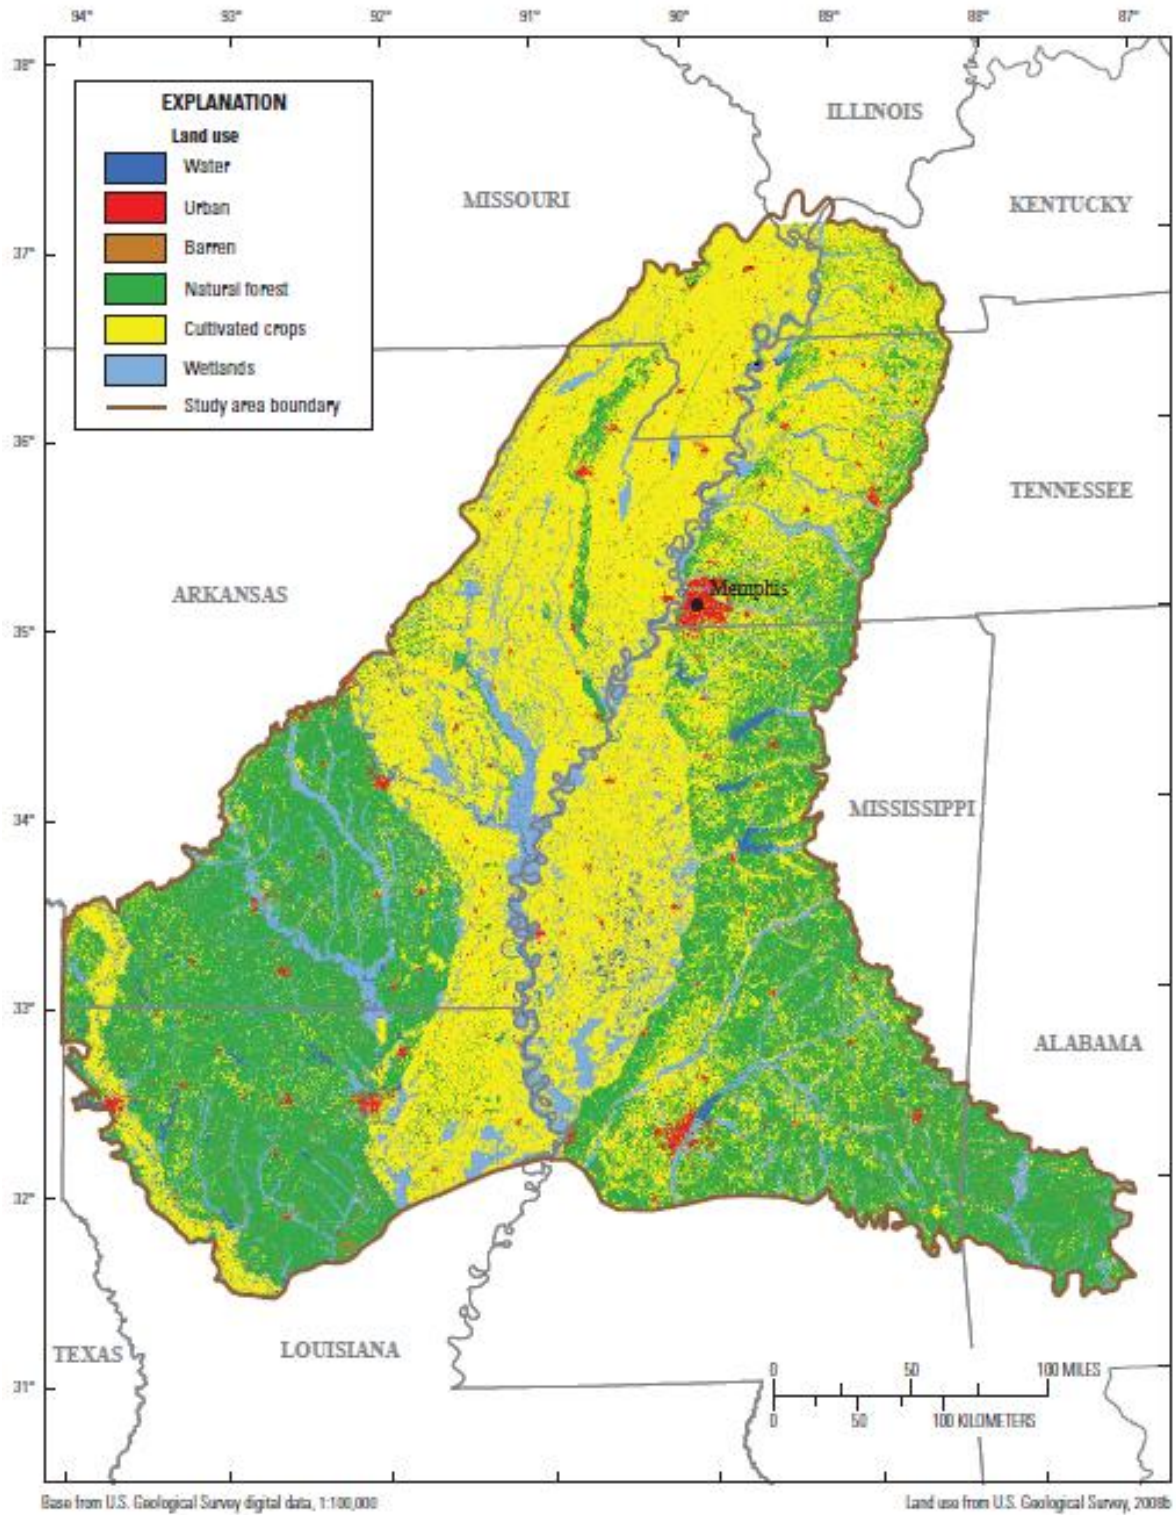 94° 93° 92° 91° 90° 89° 88° 87°
38°
EXPLANATION
Land use
Water
Urban
Barren
Natural forest
Cultivated crops
Wetlands
Study area boundary
ILLINOIS
MISSOURI
KENTUCKY
37°
36°
TENNESSEE
ARKANSAS
Memphis
35°
MISSISSIPPI
34°
33°
ALABAMA
32°
TEXAS
LOUISIANA
31°
0 50 100 MILES
0 50 100 KILOMETERS
Base from U.S. Geological Survey digital data, 1:100,000
Land use from U.S. Geological Survey, 2008b